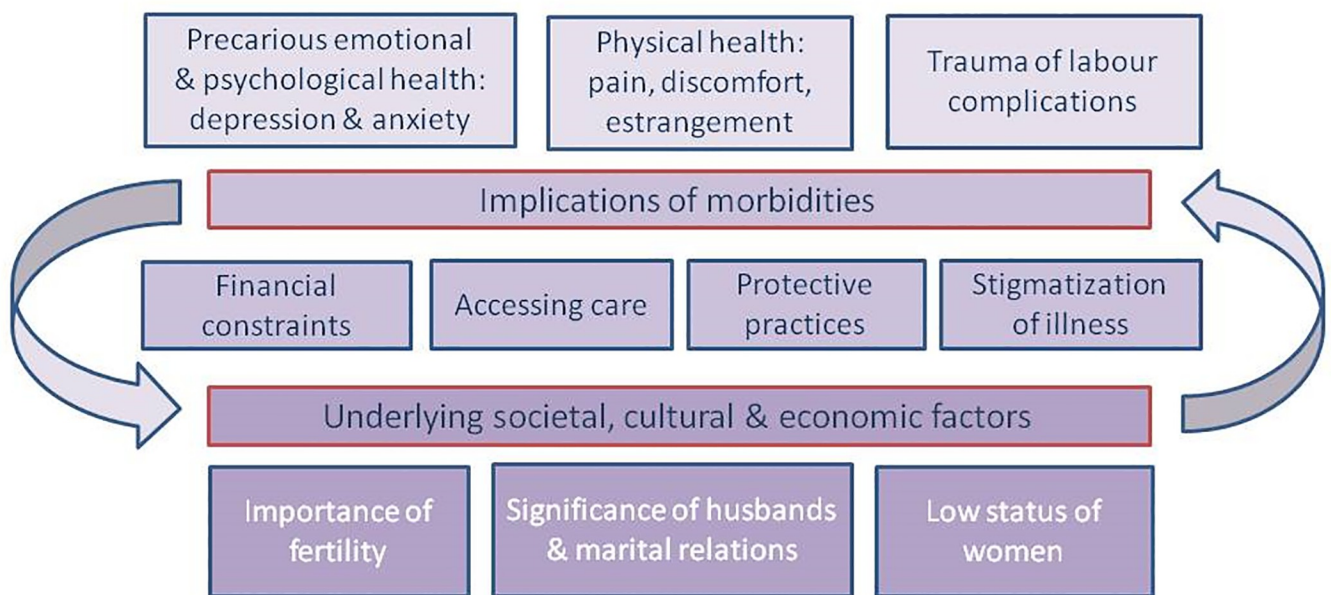 Precarious emotional
& psychological health:
depression & anxiety
Physical health:
pain, discomfort,
estrangement
Trauma of labour
complications
Implications of morbidities
Financial
constraints
Accessing care
Protective
practices
Stigmatization
of illness
Underlying societal, cultural & economic factors
Importance of
fertility
Significance of husbands
& marital relations
Low status of
women